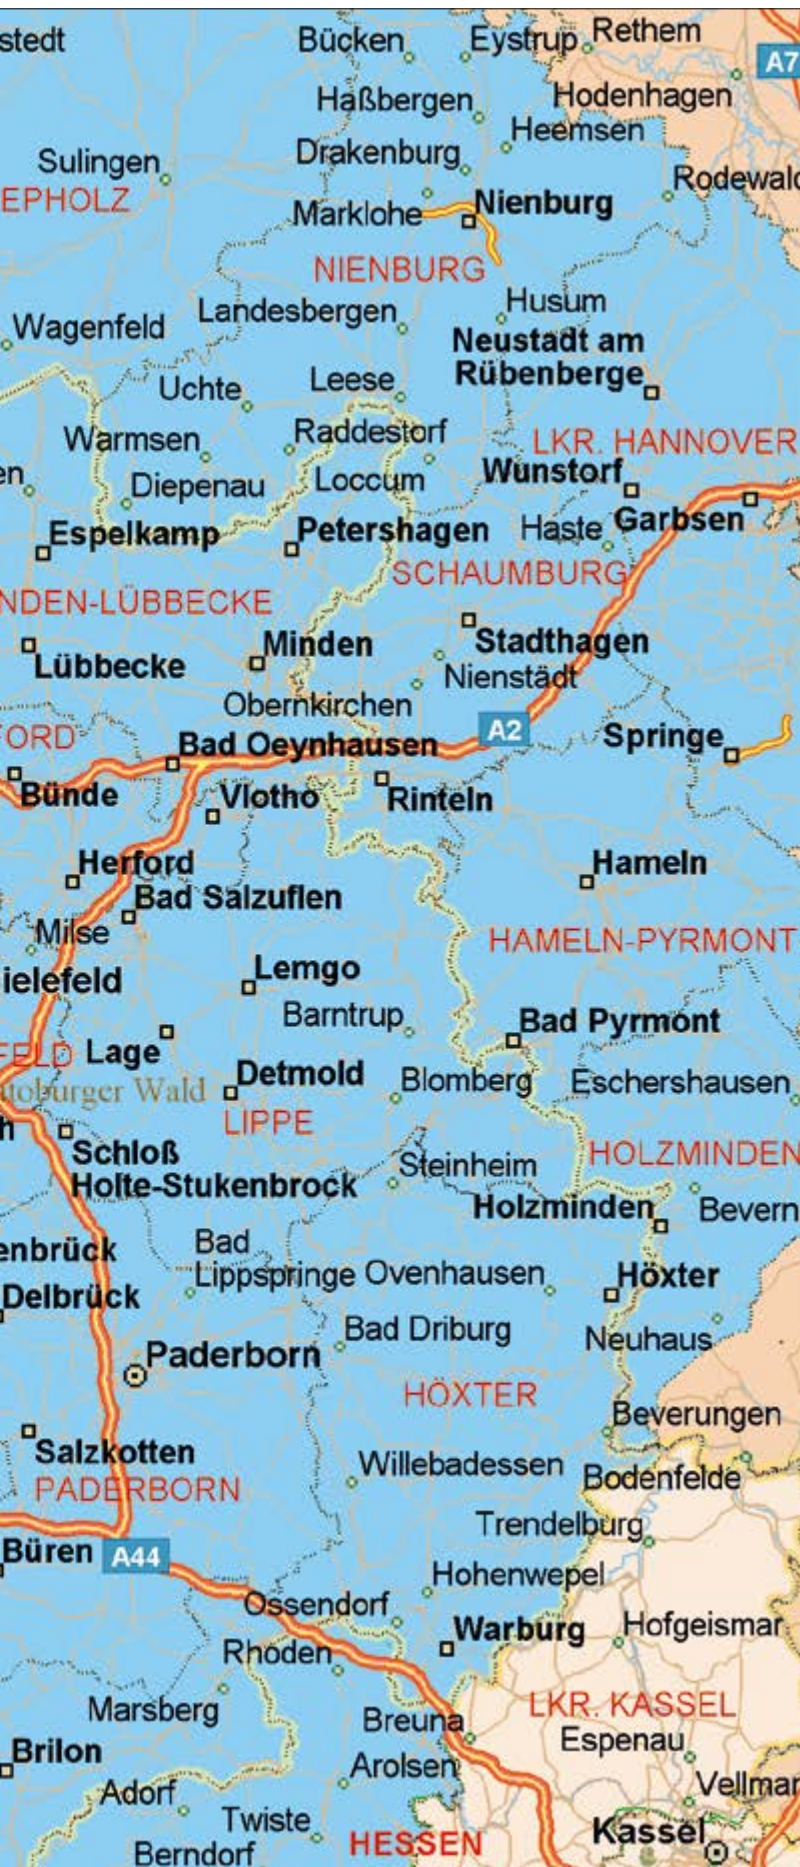 stedt
Bücken
Eystrup
Rethem
A7
Haßbergen
Hodenhagen
Heemsen
Drakenburg
Sulingen
Rodewald
EPHOLZ
Marklohe
Nienburg
NIENBURG
Landesbergen
Husum
Wagenfeld
Neustadt am
Rübenberge
Uchte
Leese
Warmsen
Raddestorf
LKR. HANNOVER
en
Diepenau
Loccum
Wunstorf
Espelkamp
Petershagen
Haste
Garbsen
SCHAUMBURG
NDEN-LÜBBECKE
Minden
Stadthagen
Lübbecke
Nienstädt
Obernkirchen
FORD
Bad Oeynhausen
A2
Springe
Bünde
Vlotho
Rinteln
Herford
Hameln
Bad Salzuflen
Milse
HAMELN-PYRMONT
ielefeld
Lemgo
Barntrup
Bad Pyrmont
FELD
Lage
Detmold
Blomberg
Eschershausen
utoburger Wald
LIPPE
h
Schloß
Holte-Stukenbrock
Steinheim
HOLZMINDEN
Holzminden
Bevern
enbrück
Bad
Lippspringe
Ovenhausen
Höxter
Delbrück
Bad Driburg
Neuhaus
Paderborn
HÖXTER
Beverungen
Salzkotten
Willebadessen
Bodenfelde
PADERBORN
Trendelburg
Büren
A44
Hohenwepel
Ossendorf
Warburg
Hofgeismar
Rhoden
Marsberg
Breuna
LKR. KASSEL
Espenau
Brilon
Arolsen
Adorf
Vellmar
Twiste
Kassel
Berndorf
HESSEN